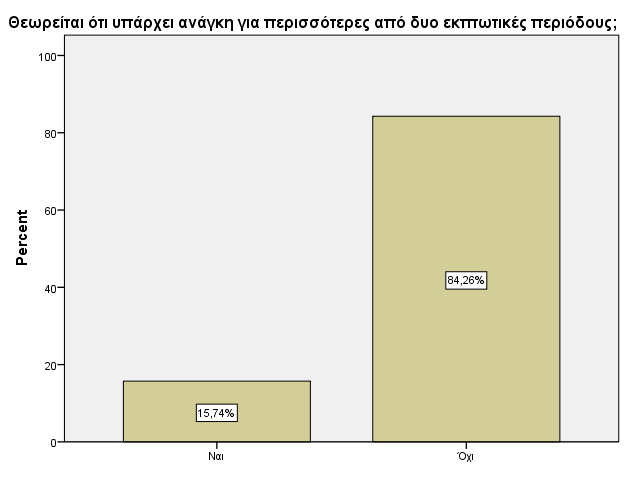 Θεωρείται ότι υπάρχει ανάγκη για περισσότερες από δυο εκπτωτικές περιόδους;
100
80
60
40
20
0
Percent
15,74%
84,26%
Ναι
Όχι